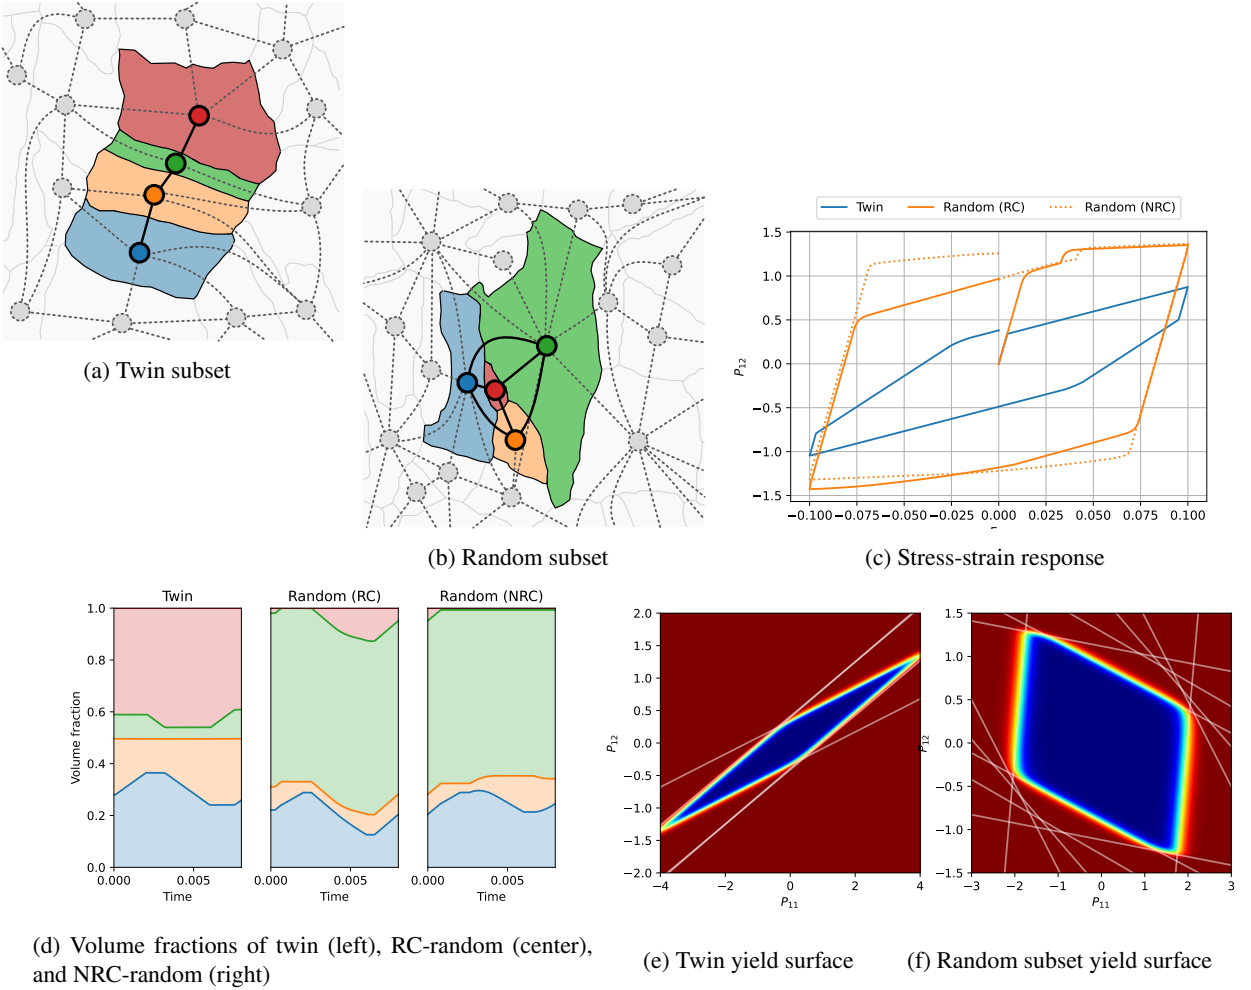 (a) Twin subset
(b) Random subset
Twin Random (RC) Random (NRC)
1.5
1.0
0.5
0.0
−0.5
−1.0
−1.5
P12
−0.100 −0.075 −0.050 −0.025 0.000 0.025 0.050 0.075 0.100
(c) Stress-strain response
Twin Random (RC) Random (NRC)
1.0
0.8
0.6
0.4
0.2
0.0
Volume fraction
0.000 0.005 0.000 0.005 0.000 0.005
Time Time Time
(d) Volume fractions of twin (left), RC-random (center),
and NRC-random (right)
2.0
1.5
1.0
0.5
0.0
−0.5
−1.0
−1.5
−2.0
P12
−4 −2 0 2 4
P11
(e) Twin yield surface
1.5
1.0
0.5
0.0
−0.5
−1.0
−1.5
P12
−3 −2 −1 0 1 2 3
P11
(f) Random subset yield surface